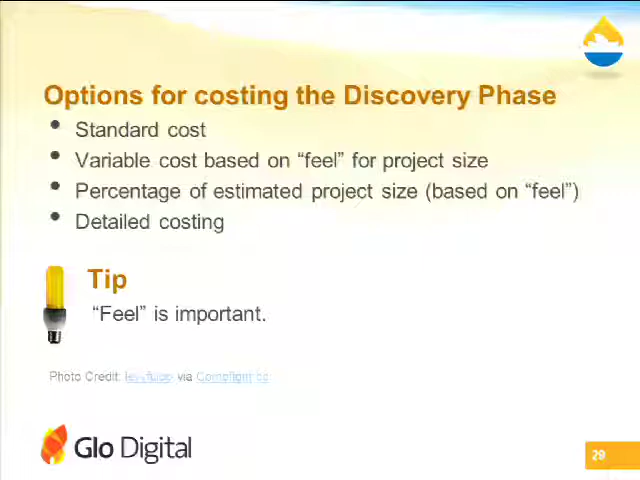 Options for costing the Discovery Phase
• Standard cost
• Variable cost based on “feel” for project size
• Percentage of estimated project size (based on “feel”)
• Detailed costing
Tip
“Feel” is important.
Photo Credit: via
Glo Digital
29